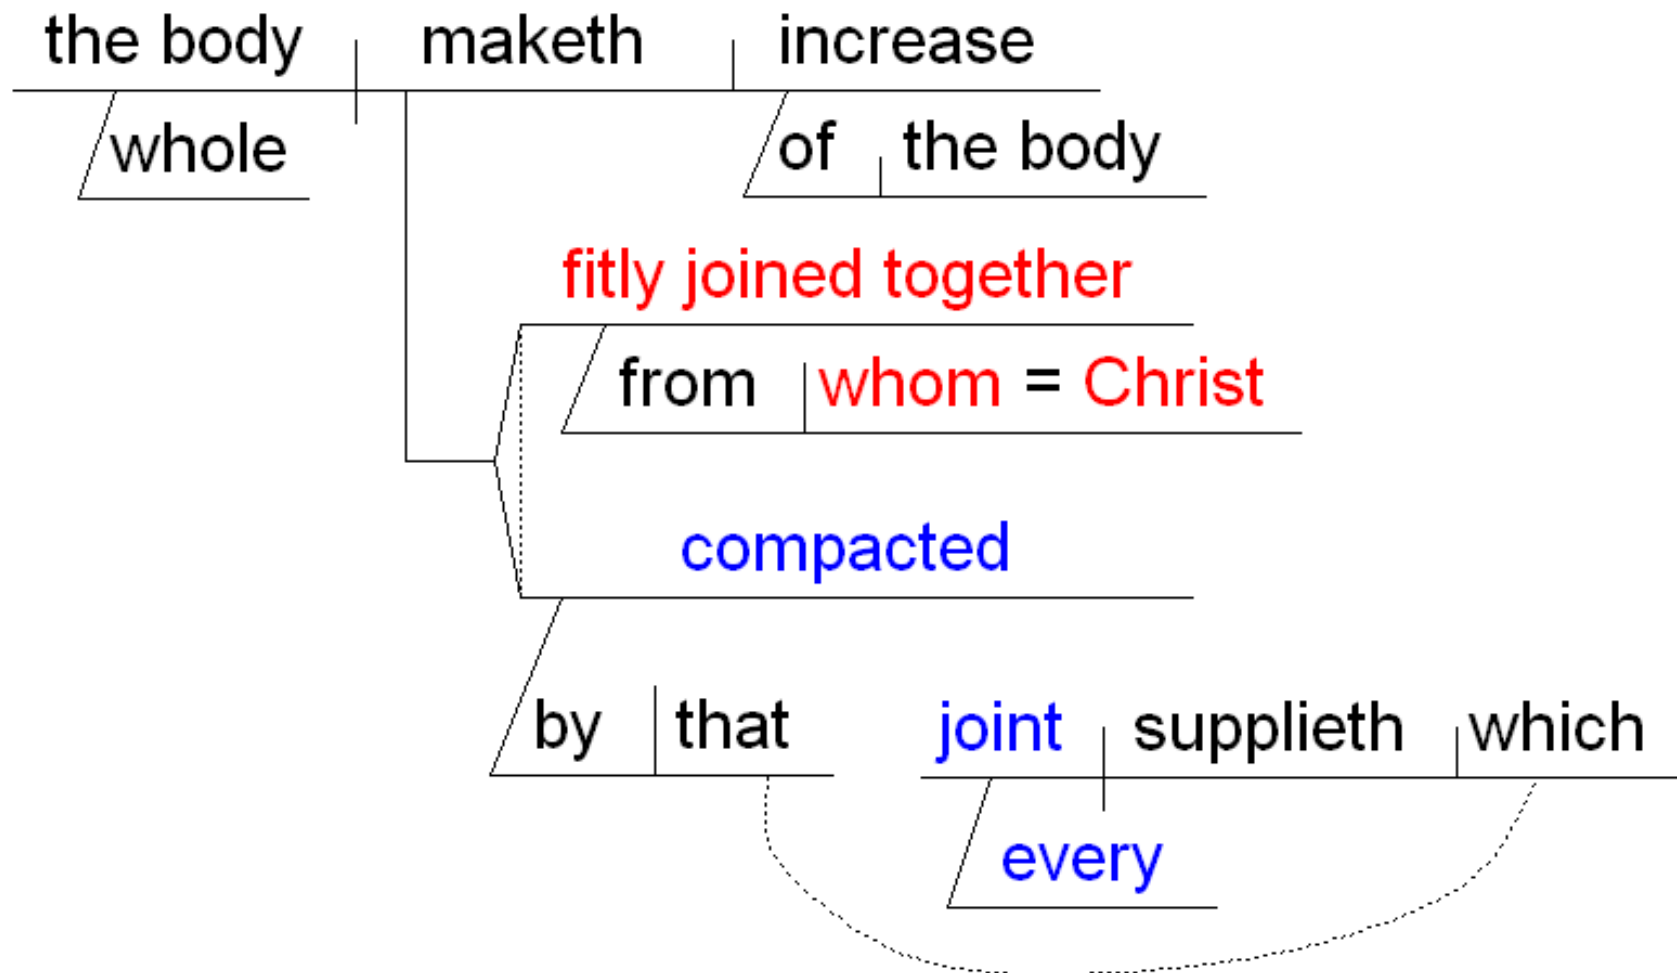 the body maketh increase
whole of the body
fitly joined together
from whom = Christ
compacted
by that joint supplieth which
every